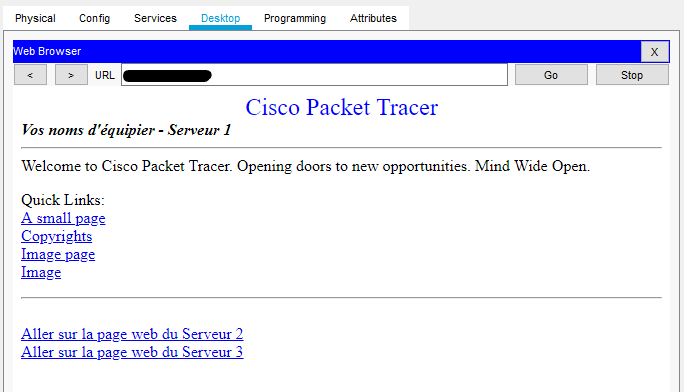 Physical Config Services Desktop Programming Attributes
Web Browser X
< > URL Go Stop
Cisco Packet Tracer
Vos noms d'équipier - Serveur 1
Welcome to Cisco Packet Tracer. Opening doors to new opportunities. Mind Wide Open.
Quick Links:
A small page
Copyrights
Image page
Image
Aller sur la page web du Serveur 2
Aller sur la page web du Serveur 3